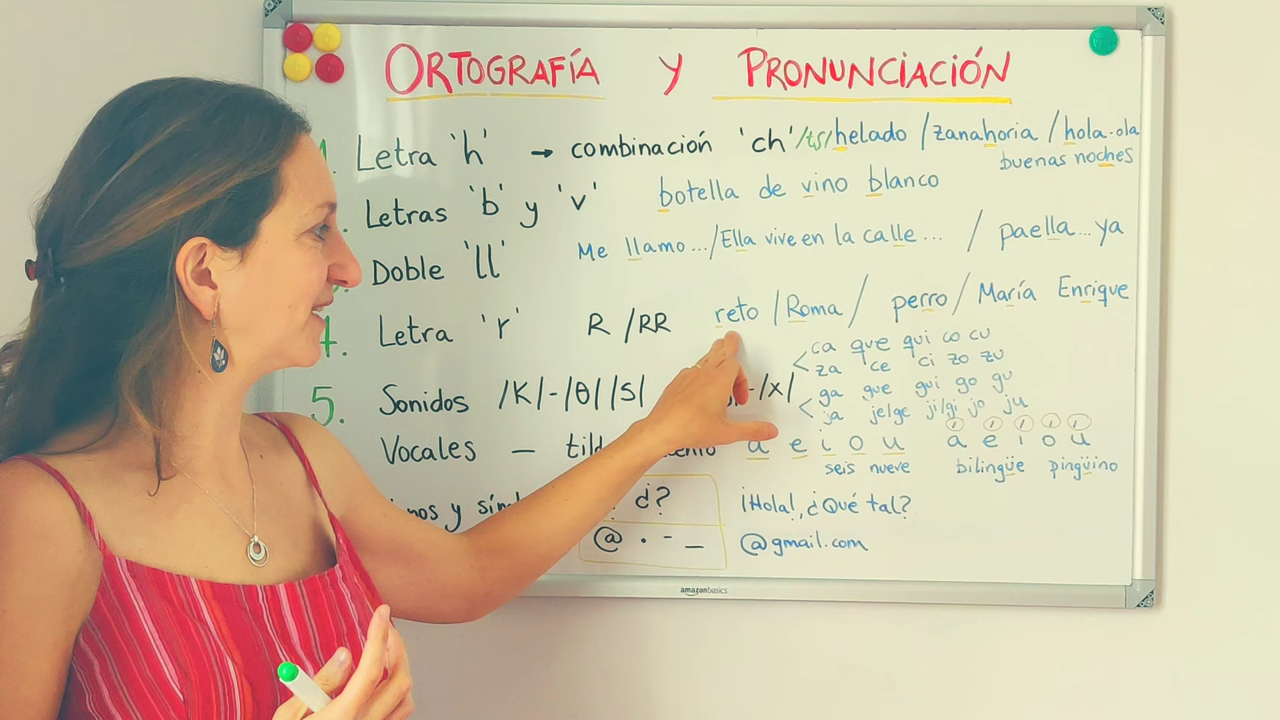 ORTOGRAFÍA Y PRONUNCIACIÓN
1. Letra 'h' → combinación 'ch' /tʃ/ helado / zanahoria / hola-ola
buenas noches
Letras 'b' y 'v' botella de vino blanco
Doble 'll' Me llamo... / Ella vive en la calle... / paella...ya
4. Letra 'r' R / RR reto / Roma / perro / María Enrique
ca que qui co cu
za ce ci zo zu
5. Sonidos /K/ - /θ/ /S/ - /x/
ga gue gui go gu
ja je/ge ji/gi jo ju
Vocales — a e i o u á é í ó ú
seis nueve bilingüe pingüino
y ¿? ¡Hola!, ¿Qué tal?
@ . - _ @gmail.com
amazonbasics